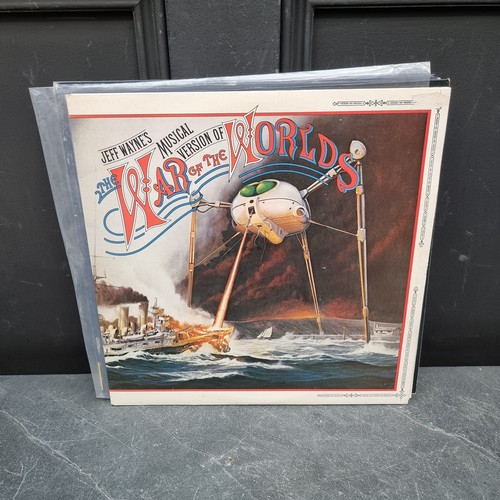 JEFF WAYNE'S
MUSICAL
VERSION OF
THE WAR OF THE WORLDS